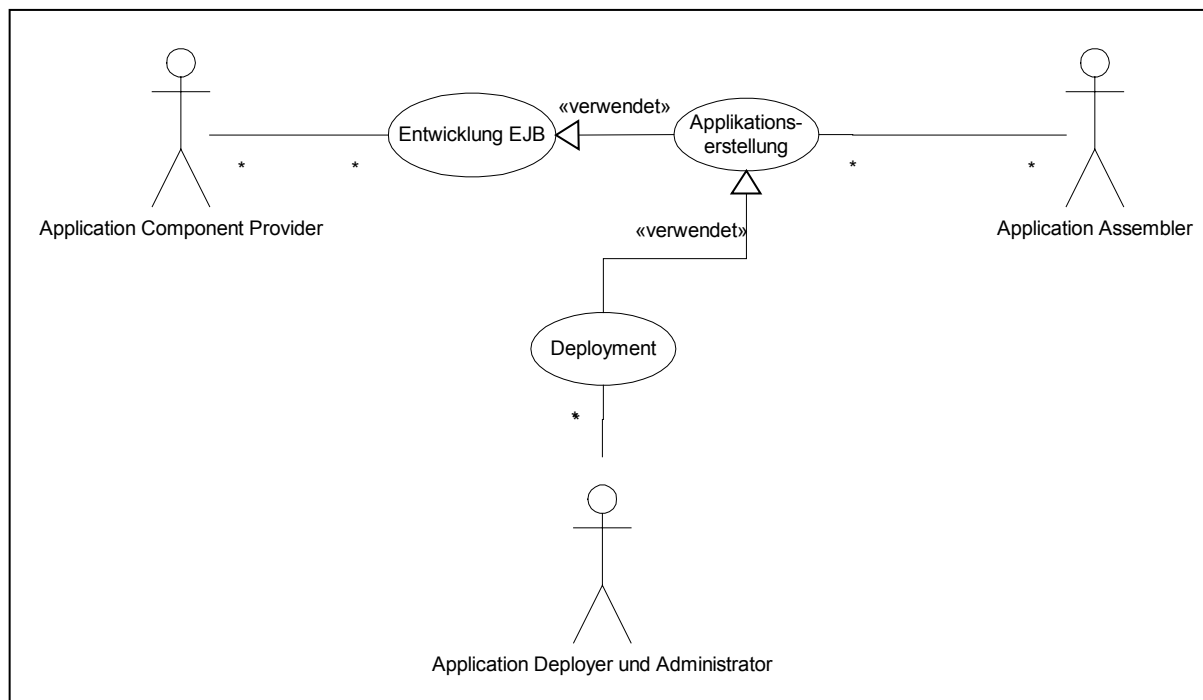 «verwendet»
Entwicklung EJB
Applikations-
erstellung
* * * *
Application Component Provider
Application Assembler
«verwendet»
Deployment
*
Application Deployer und Administrator